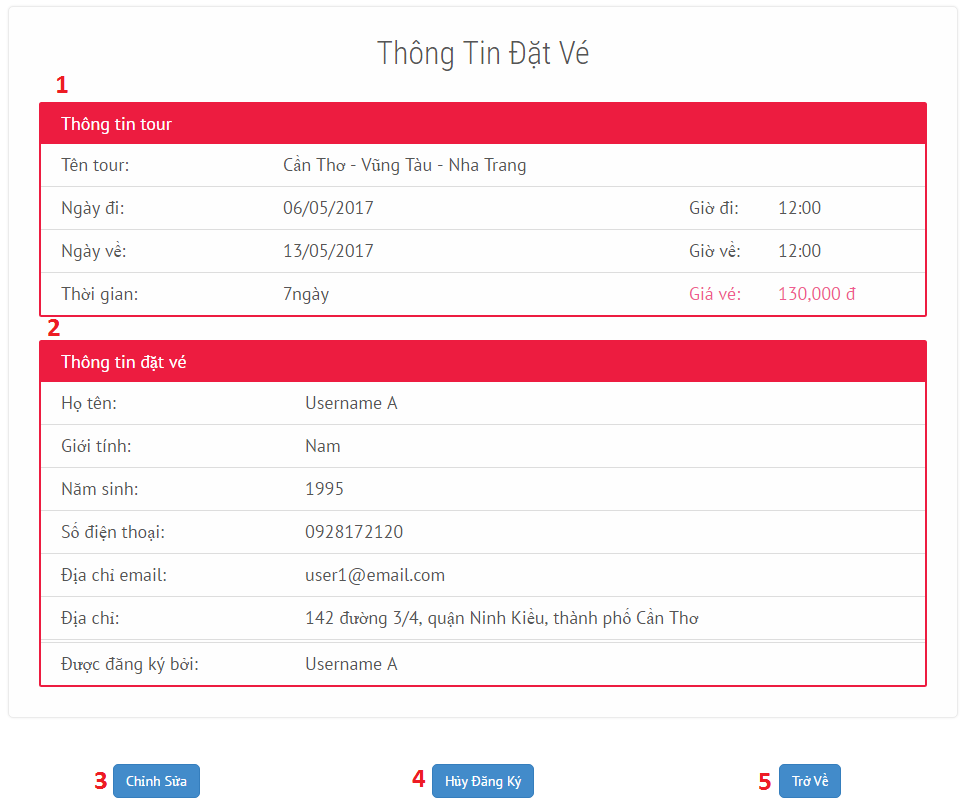 Thông Tin Đặt Vé
1
Thông tin tour
Tên tour: Cần Thơ - Vũng Tàu - Nha Trang
Ngày đi: 06/05/2017 Giờ đi: 12:00
Ngày về: 13/05/2017 Giờ về: 12:00
Thời gian: 7ngày Giá vé: 130,000 đ
2
Thông tin đặt vé
Họ tên: Username A
Giới tính: Nam
Năm sinh: 1995
Số điện thoại: 0928172120
Địa chỉ email: user1@email.com
Địa chỉ: 142 đường 3/4, quận Ninh Kiều, thành phố Cần Thơ
Được đăng ký bởi: Username A
3 Chỉnh Sửa 4 Hủy Đăng Ký 5 Trở Về